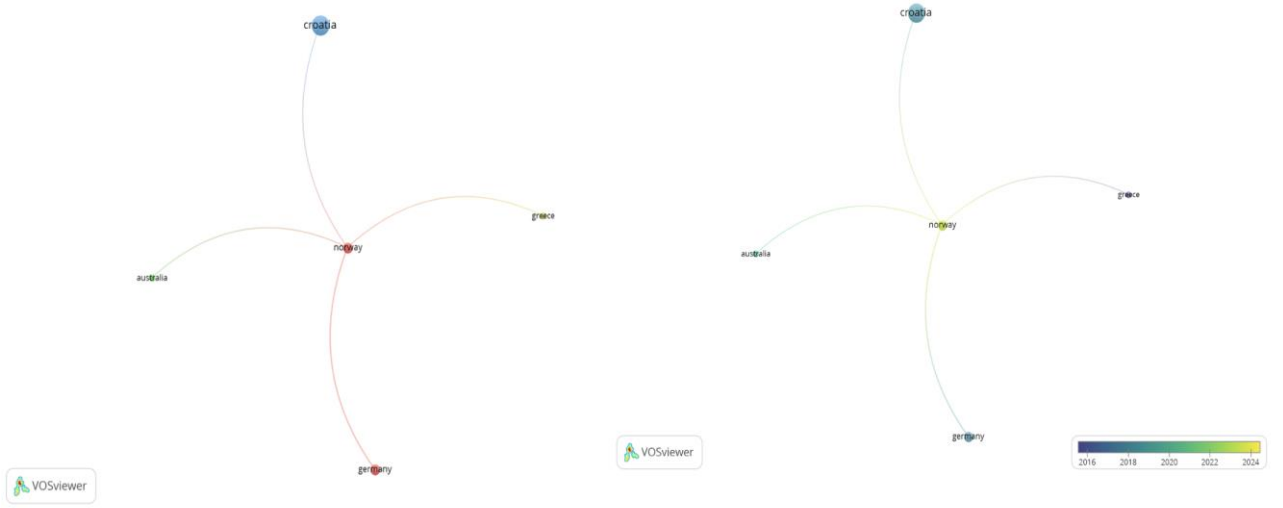 croatia
greece
norway
australia
germany
VOSviewer
croatia
greece
norway
australia
germany
VOSviewer
2016 2018 2020 2022 2024